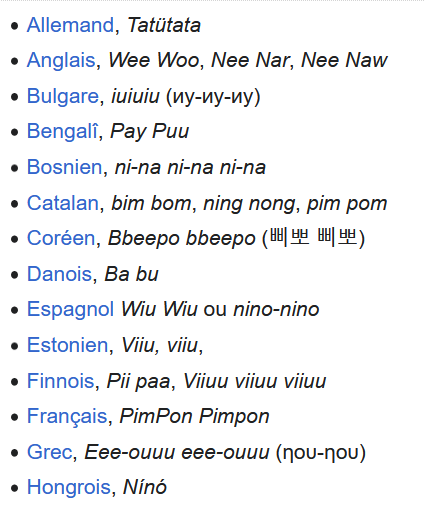 Allemand, Tatütata
Anglais, Wee Woo, Nee Nar, Nee Naw
Bulgare, iuiuiu (иу-иу-иу)
Bengalî, Pay Puu
Bosnien, ni-na ni-na ni-na
Catalan, bim bom, ning nong, pim pom
Coréen, Bbeepo bbeepo (삐뽀 삐뽀)
Danois, Ba bu
Espagnol Wiu Wiu ou nino-nino
Estonien, Viiu, viiu,
Finnois, Pii paa, Viiuu viiuu viiuu
Français, PimPon Pimpon
Grec, Eee-ouuu eee-ouuu (ηου-ηου)
Hongrois, Nínó